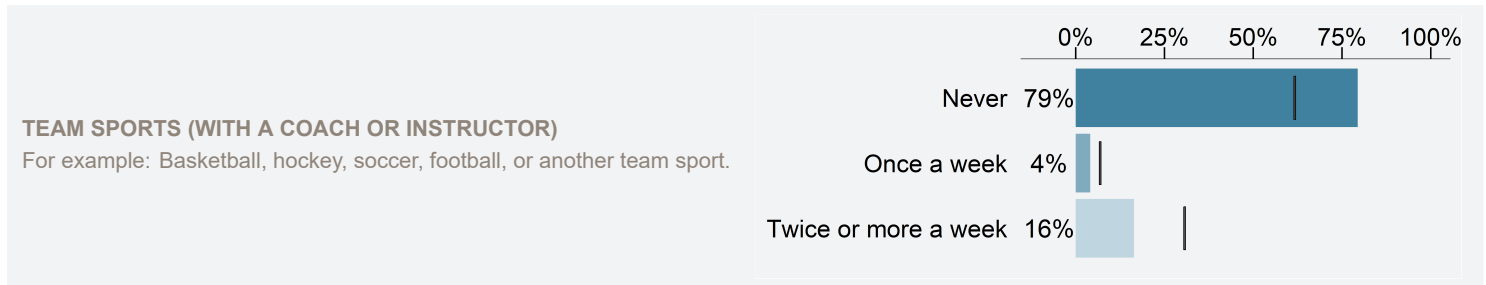 TEAM SPORTS (WITH A COACH OR INSTRUCTOR)
For example: Basketball, hockey, soccer, football, or another team sport.
0% 25% 50% 75% 100%
Never 79%
Once a week 4%
Twice or more a week 16%